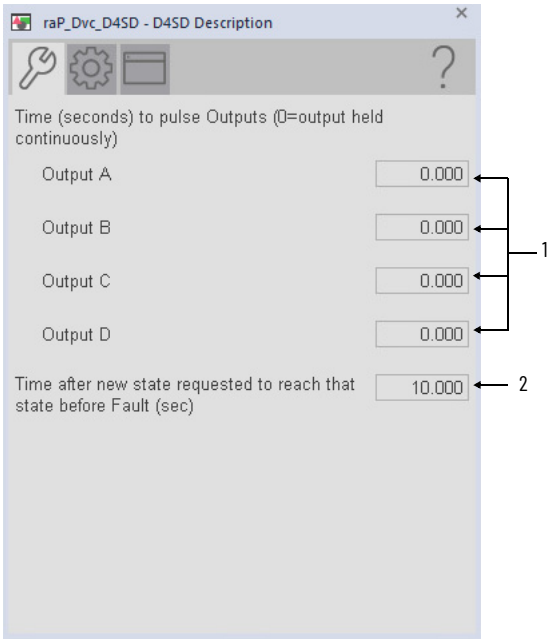 raP_Dvc_D4SD - D4SD Description
×
?
Time (seconds) to pulse Outputs (0=output held
continuously)
Output A 0.000
Output B 0.000
Output C 0.000
Output D 0.000
1
Time after new state requested to reach that
state before Fault (sec)
10.000
2